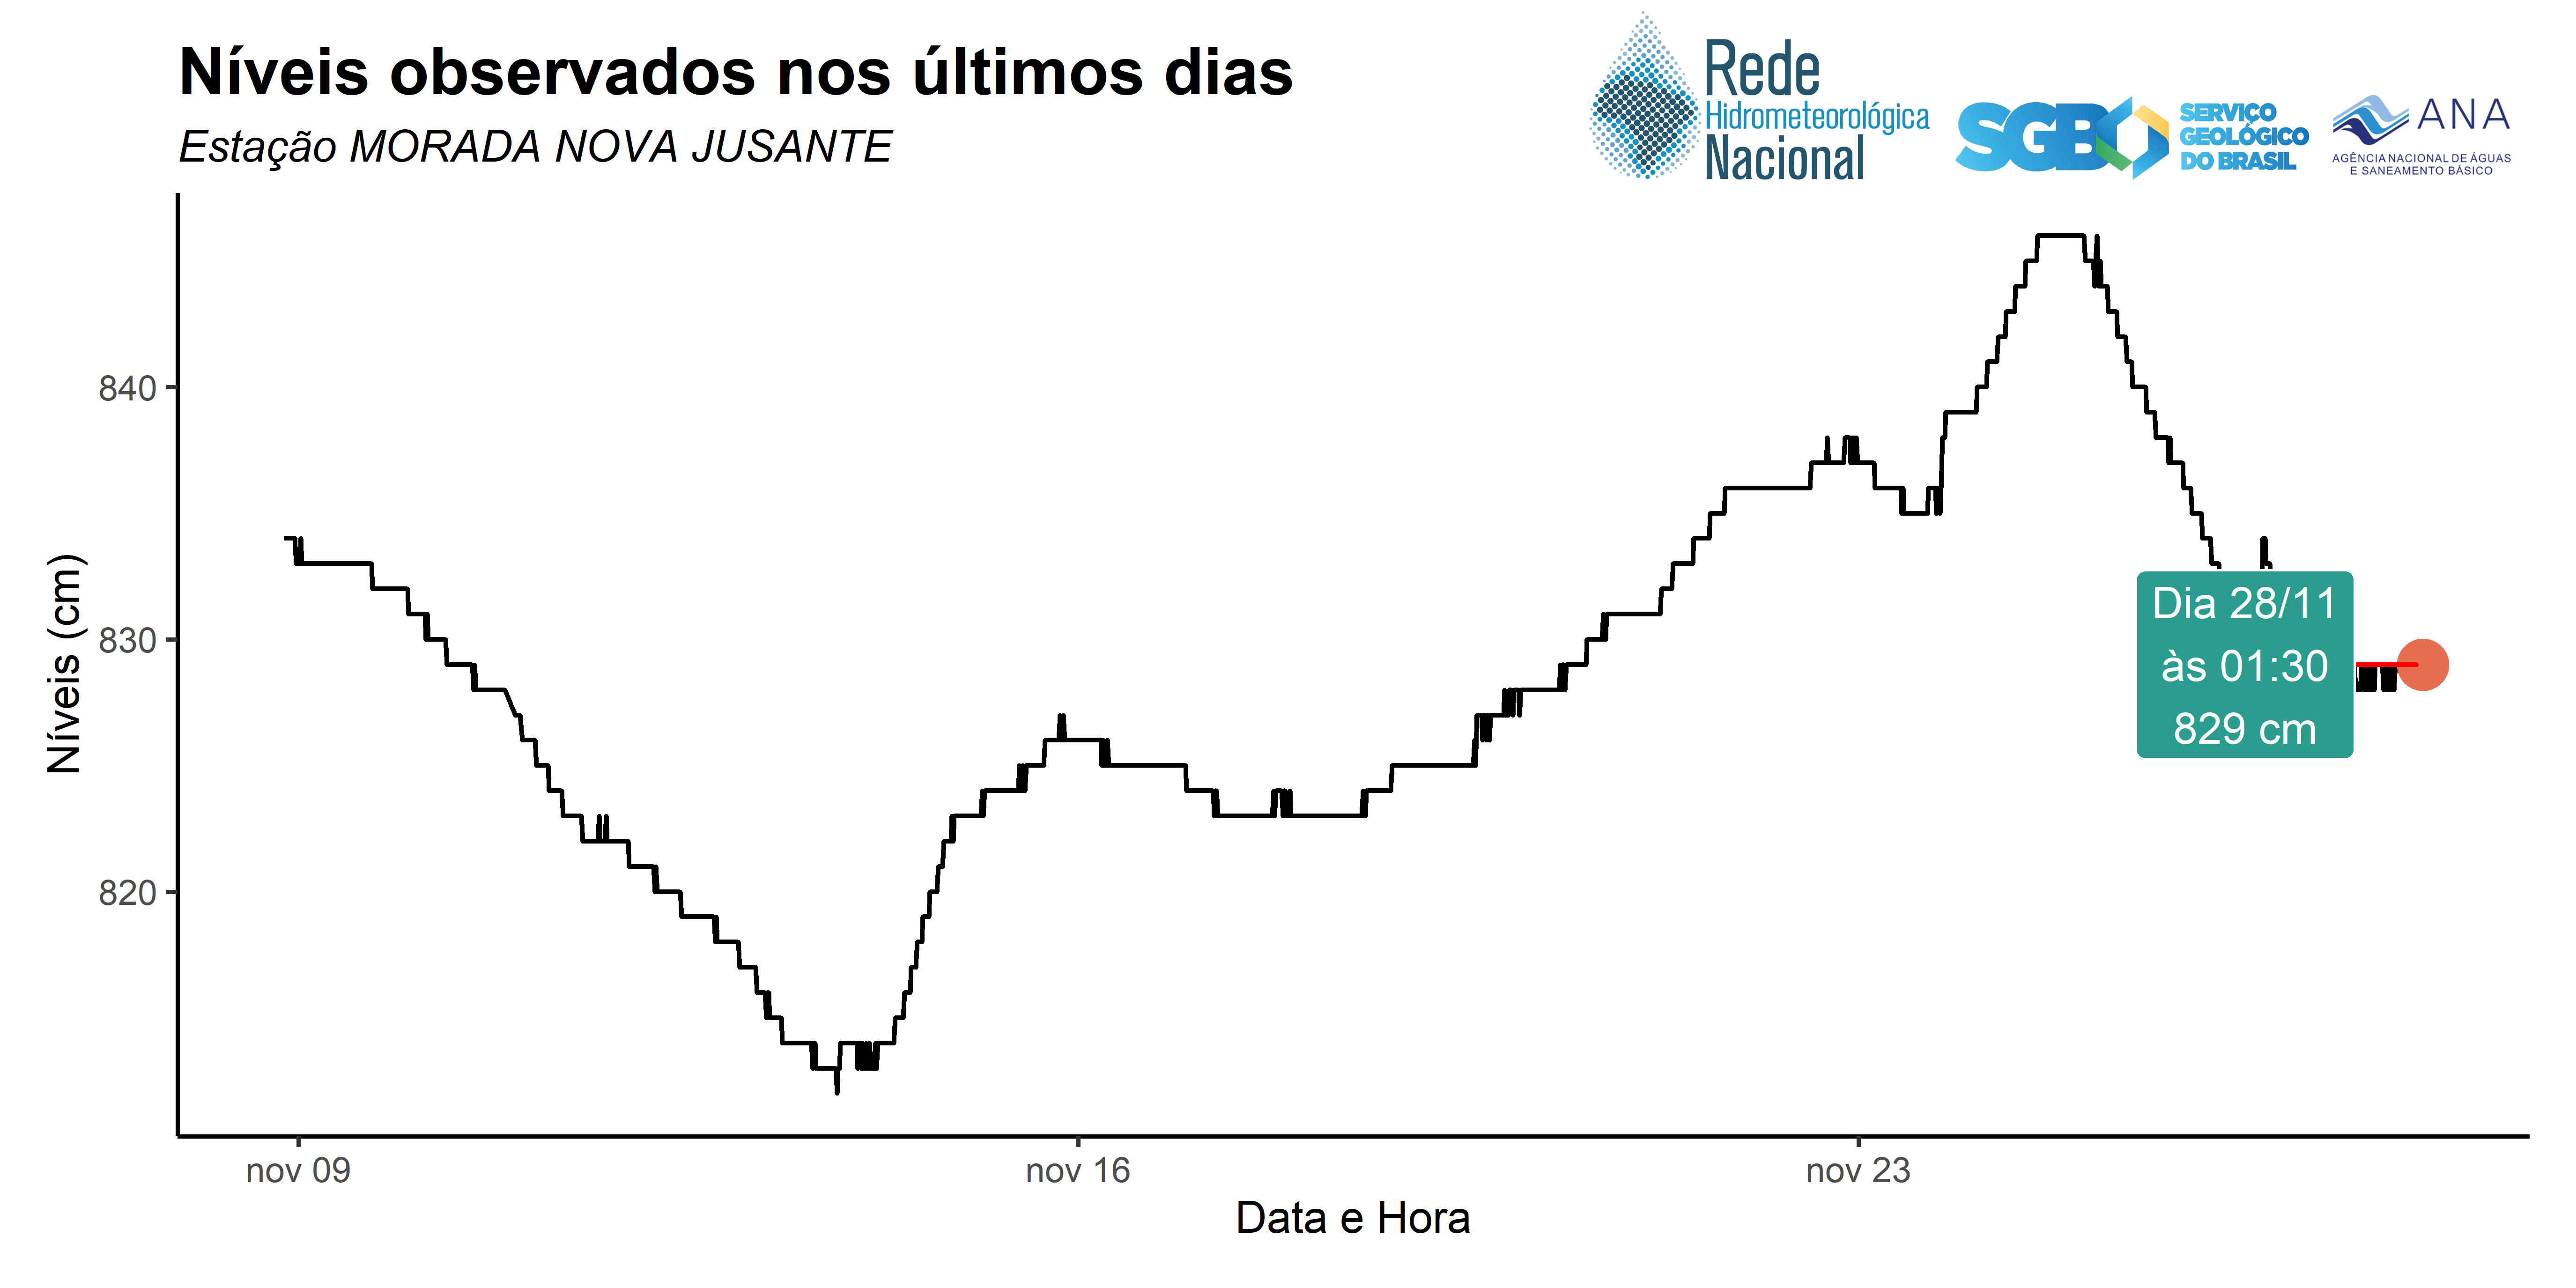 Níveis observados nos últimos dias
Estação MORADA NOVA JUSANTE
Rede
Hidrometeorológica
Nacional
SGB
SERVIÇO
GEOLÓGICO
DO BRASIL
ANA
AGÊNCIA NACIONAL DE ÁGUAS
E SANEAMENTO BÁSICO
Níveis (cm)
840
830
820
Dia 28/11
às 01:30
829 cm
nov 09
nov 16
nov 23
Data e Hora